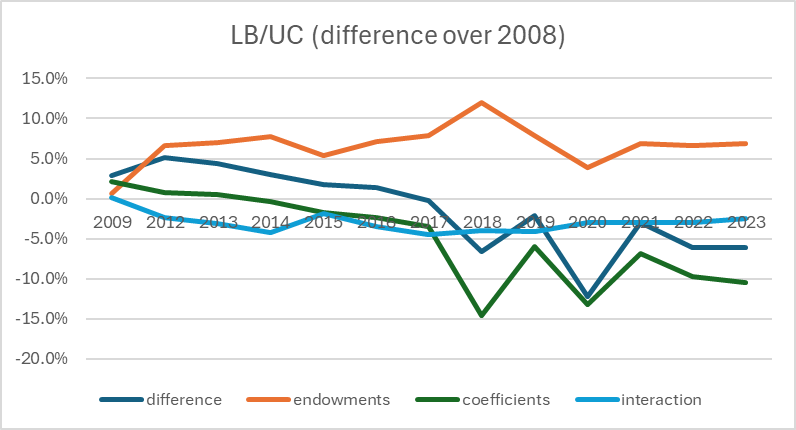 LB/UC (difference over 2008)
15.0%
10.0%
5.0%
0.0%
2009 2012 2013 2014 2015 2016 2017 2018 2019 2020 2021 2022 2023
-5.0%
-10.0%
-15.0%
-20.0%
difference endowments coefficients interaction